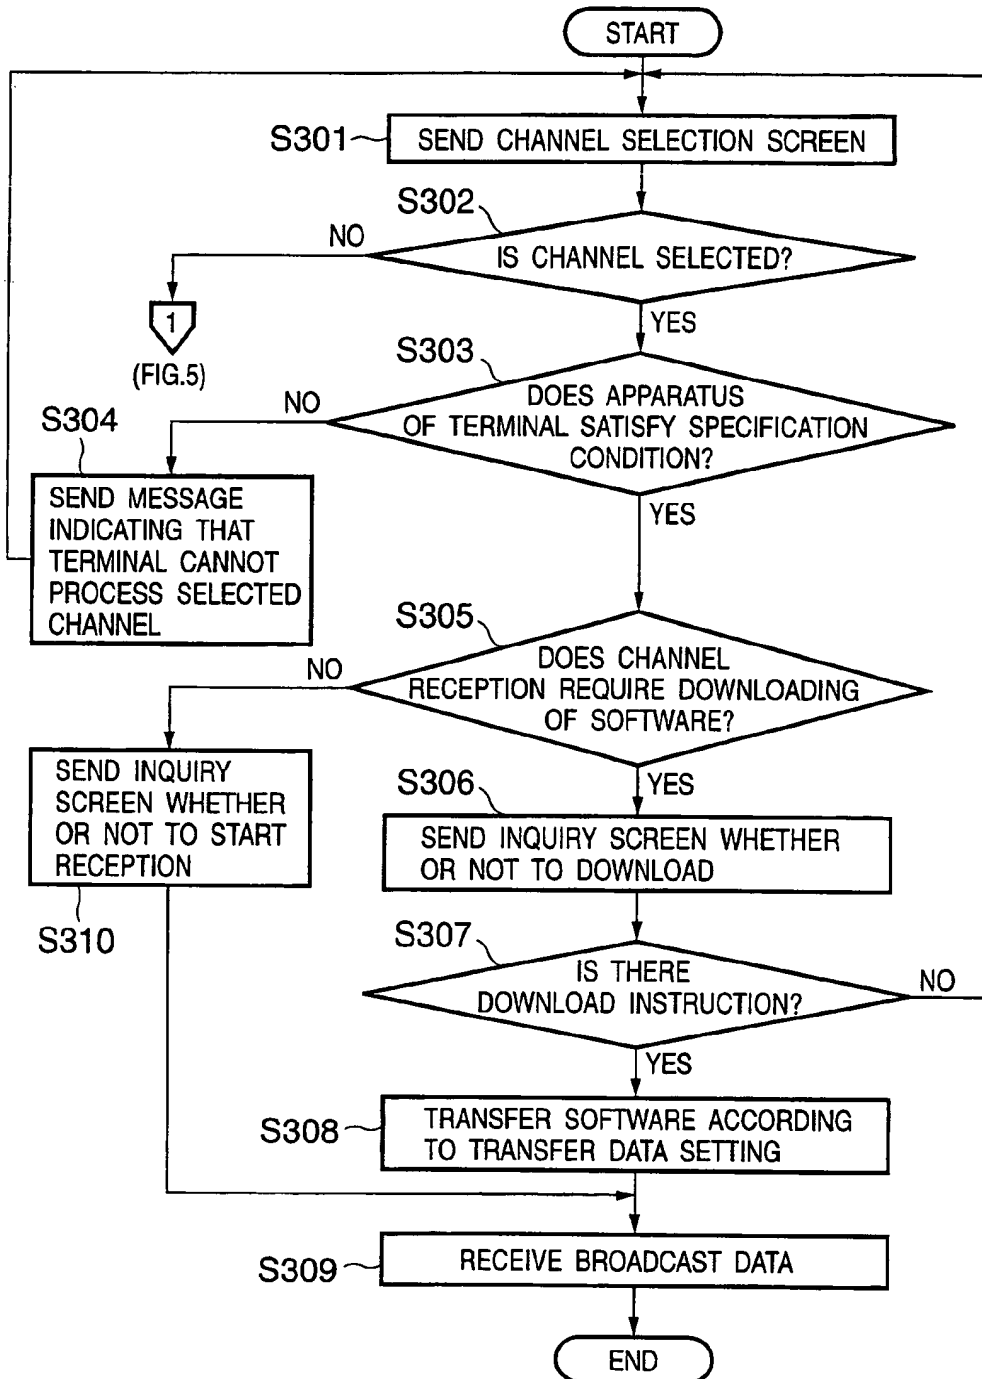 START
S301
SEND CHANNEL SELECTION SCREEN
S302
NO
IS CHANNEL SELECTED?
1
(FIG.5)
YES
S303
NO
DOES APPARATUS
OF TERMINAL SATISFY SPECIFICATION
CONDITION?
S304
SEND MESSAGE
INDICATING THAT
TERMINAL CANNOT
PROCESS SELECTED
CHANNEL
YES
S305
NO
DOES CHANNEL
RECEPTION REQUIRE DOWNLOADING
OF SOFTWARE?
SEND INQUIRY
SCREEN WHETHER
OR NOT TO START
RECEPTION
S310
YES
S306
SEND INQUIRY SCREEN WHETHER
OR NOT TO DOWNLOAD
S307
IS THERE
DOWNLOAD INSTRUCTION?
NO
YES
S308
TRANSFER SOFTWARE ACCORDING
TO TRANSFER DATA SETTING
S309
RECEIVE BROADCAST DATA
END